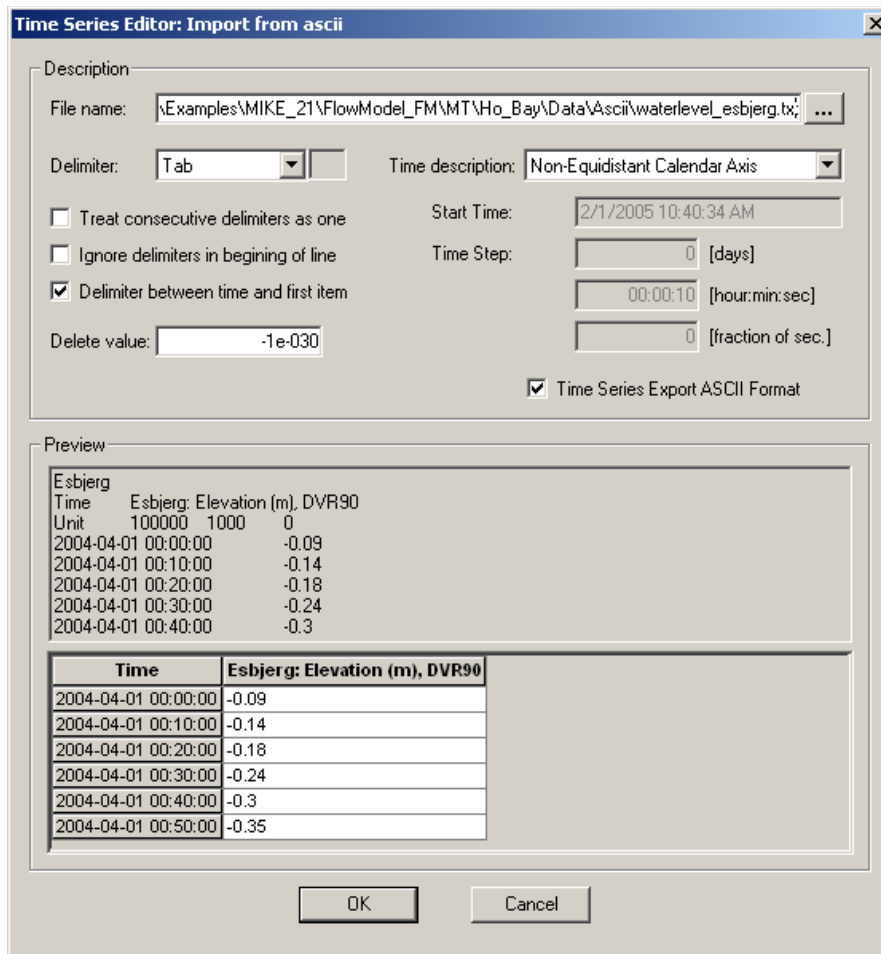 Time Series Editor: Import from ascii
Description
File name: \Examples\MIKE_21\FlowModel_FM\MT\Ho_Bay\Data\Ascii\waterlevel_esbjerg.tx ...
Delimiter: Tab Time description: Non-Equidistant Calendar Axis
Treat consecutive delimiters as one Start Time: 2/1/2005 10:40:34 AM
Ignore delimiters in begining of line Time Step: 0 [days]
Delimiter between time and first item 00:00:10 [hour:min:sec]
Delete value: -1e-030 0 [fraction of sec.]
Time Series Export ASCII Format
Preview
Esbjerg
Time Esbjerg: Elevation (m), DVR90
Unit 100000 1000 0
2004-04-01 00:00:00 -0.09
2004-04-01 00:10:00 -0.14
2004-04-01 00:20:00 -0.18
2004-04-01 00:30:00 -0.24
2004-04-01 00:40:00 -0.3
Time Esbjerg: Elevation (m), DVR90
2004-04-01 00:00:00 -0.09
2004-04-01 00:10:00 -0.14
2004-04-01 00:20:00 -0.18
2004-04-01 00:30:00 -0.24
2004-04-01 00:40:00 -0.3
2004-04-01 00:50:00 -0.35
OK Cancel